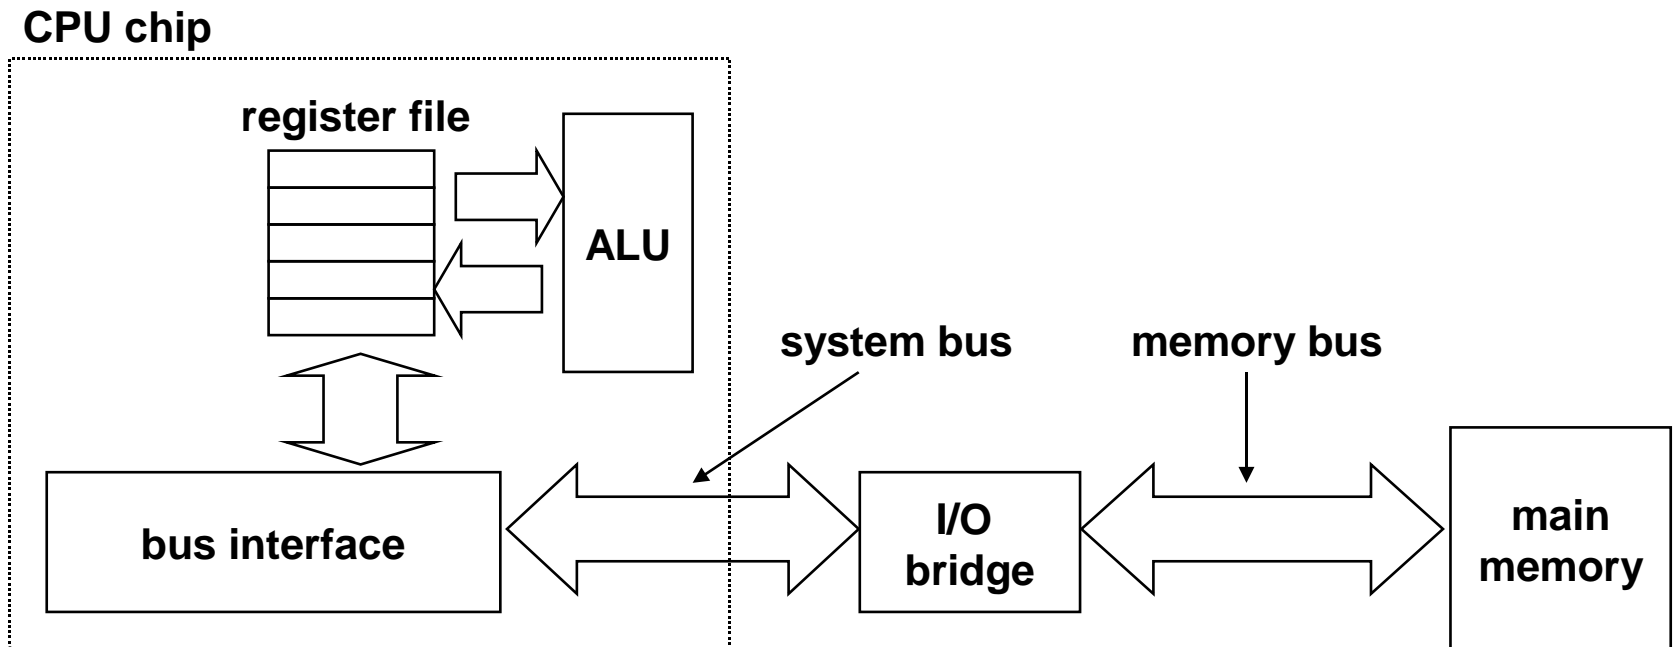 CPU chip
register file
ALU
system bus
memory bus
bus interface
I/O
bridge
main
memory